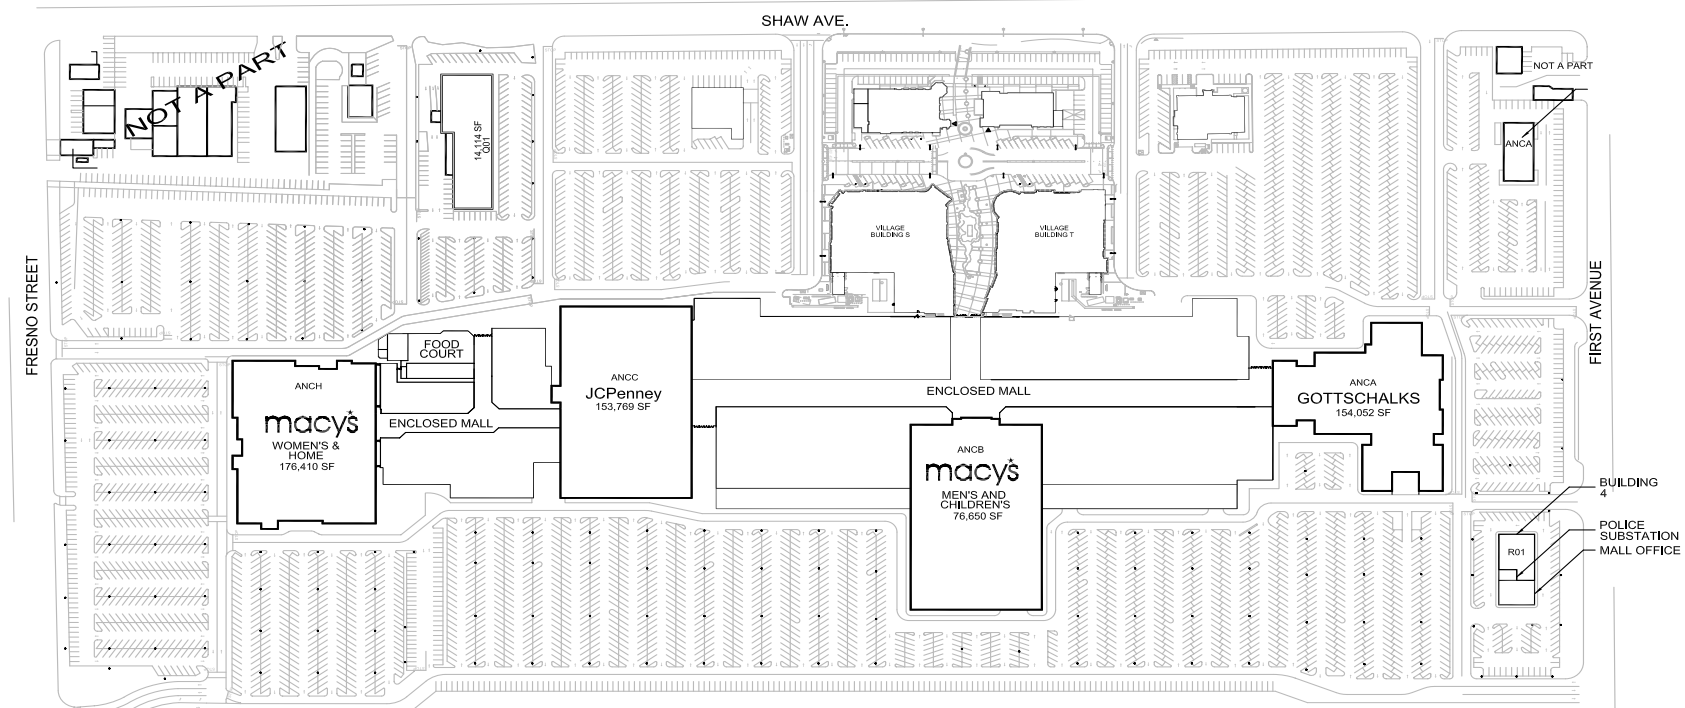 SHAW AVE.
NOT A PART
NOT A PART
14,114 SF
Q01
ANCA
VILLAGE
BUILDING S
VILLAGE
BUILDING T
FRESNO STREET
FIRST AVENUE
FOOD
COURT
ANCH
macy's
WOMEN'S &
HOME
176,410 SF
ENCLOSED MALL
ANCC
JCPenney
153,769 SF
ENCLOSED MALL
ANCB
macy's
MEN'S AND
CHILDREN'S
76,650 SF
ANCA
GOTTSCHALKS
154,052 SF
BUILDING
4
POLICE
SUBSTATION
MALL OFFICE
R01